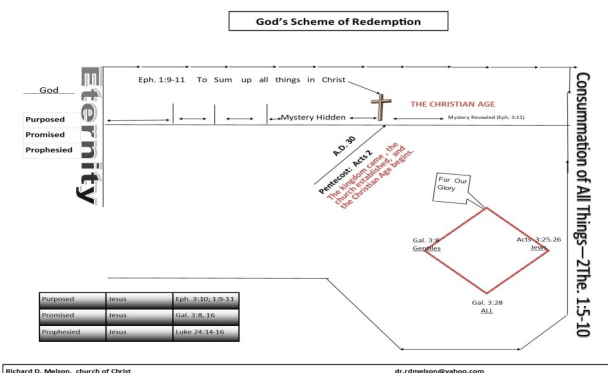 God's Scheme of Redemption
Eph. 1:9-11 To Sum up all things in Christ
God
Eternity
Purposed
Promised
Prophesied
Mystery Hidden
THE CHRISTIAN AGE
Mystery Revealed (Eph. 3:11)
A.D. 30
Pentecost: Acts 2
The kingdom came , the
church established, and
the Christian Age begins.
For Our
Glory
Gal. 3:8
Gentiles
Acts 3:25.26
Jews
Gal. 3:28
ALL
Consummation of All Things—2The. 1:5-10
Purposed Jesus Eph. 3:10; 1:9-11
Promised Jesus Gal. 3:8, 16
Prophesied Jesus Luke 24:14-16
Richard D. Melson, church of Christ dr.rdmelson@yahoo.com